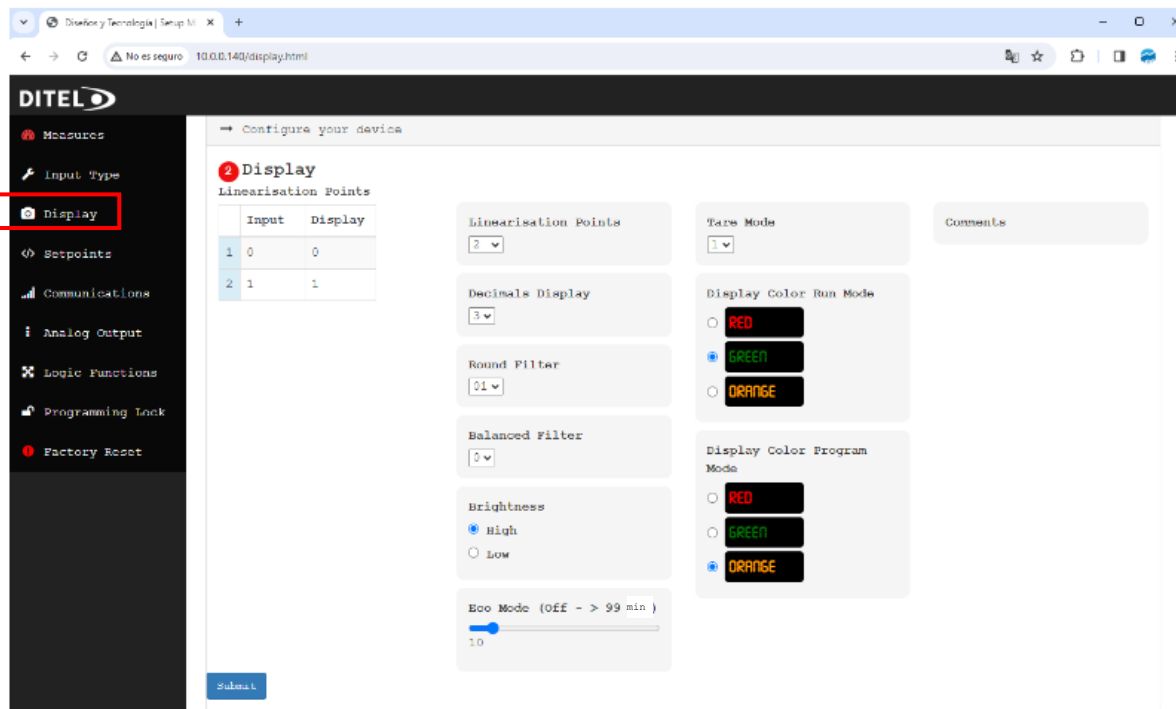 Diseños y Tecnología | Setup M
No es seguro 10.0.0.140/display.html
DITEL
Measures
Input Type
Display
Setpoints
Communications
Analog Output
Logic Functions
Programming Lock
Factory Reset
→ Configure your device
2 Display
Linearisation Points
Input Display
1 0 0
2 1 1
Linearisation Points
2
Decimals Display
3
Round Filter
01
Balanced Filter
0
Brightness
High
Low
Eco Mode (Off - > 99 min )
10
Tare Mode
1
Display Color Run Mode
RED
GREEN
ORANGE
Display Color Program
Mode
RED
GREEN
ORANGE
Comments
Submit